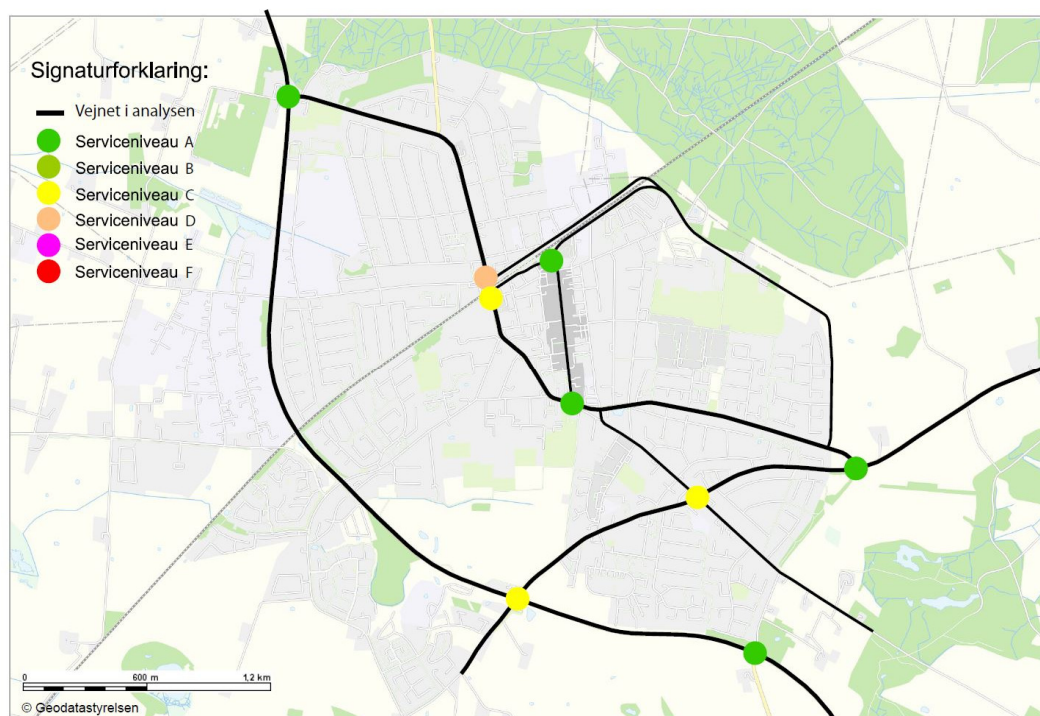 Signaturforklaring:
Vejnet i analysen
Serviceniveau A
Serviceniveau B
Serviceniveau C
Serviceniveau D
Serviceniveau E
Serviceniveau F
0 600 m 1,2 km
© Geodatastyrelsen